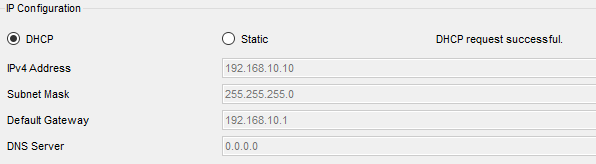 IP Configuration
DHCP Static DHCP request successful.
IPv4 Address 192.168.10.10
Subnet Mask 255.255.255.0
Default Gateway 192.168.10.1
DNS Server 0.0.0.0